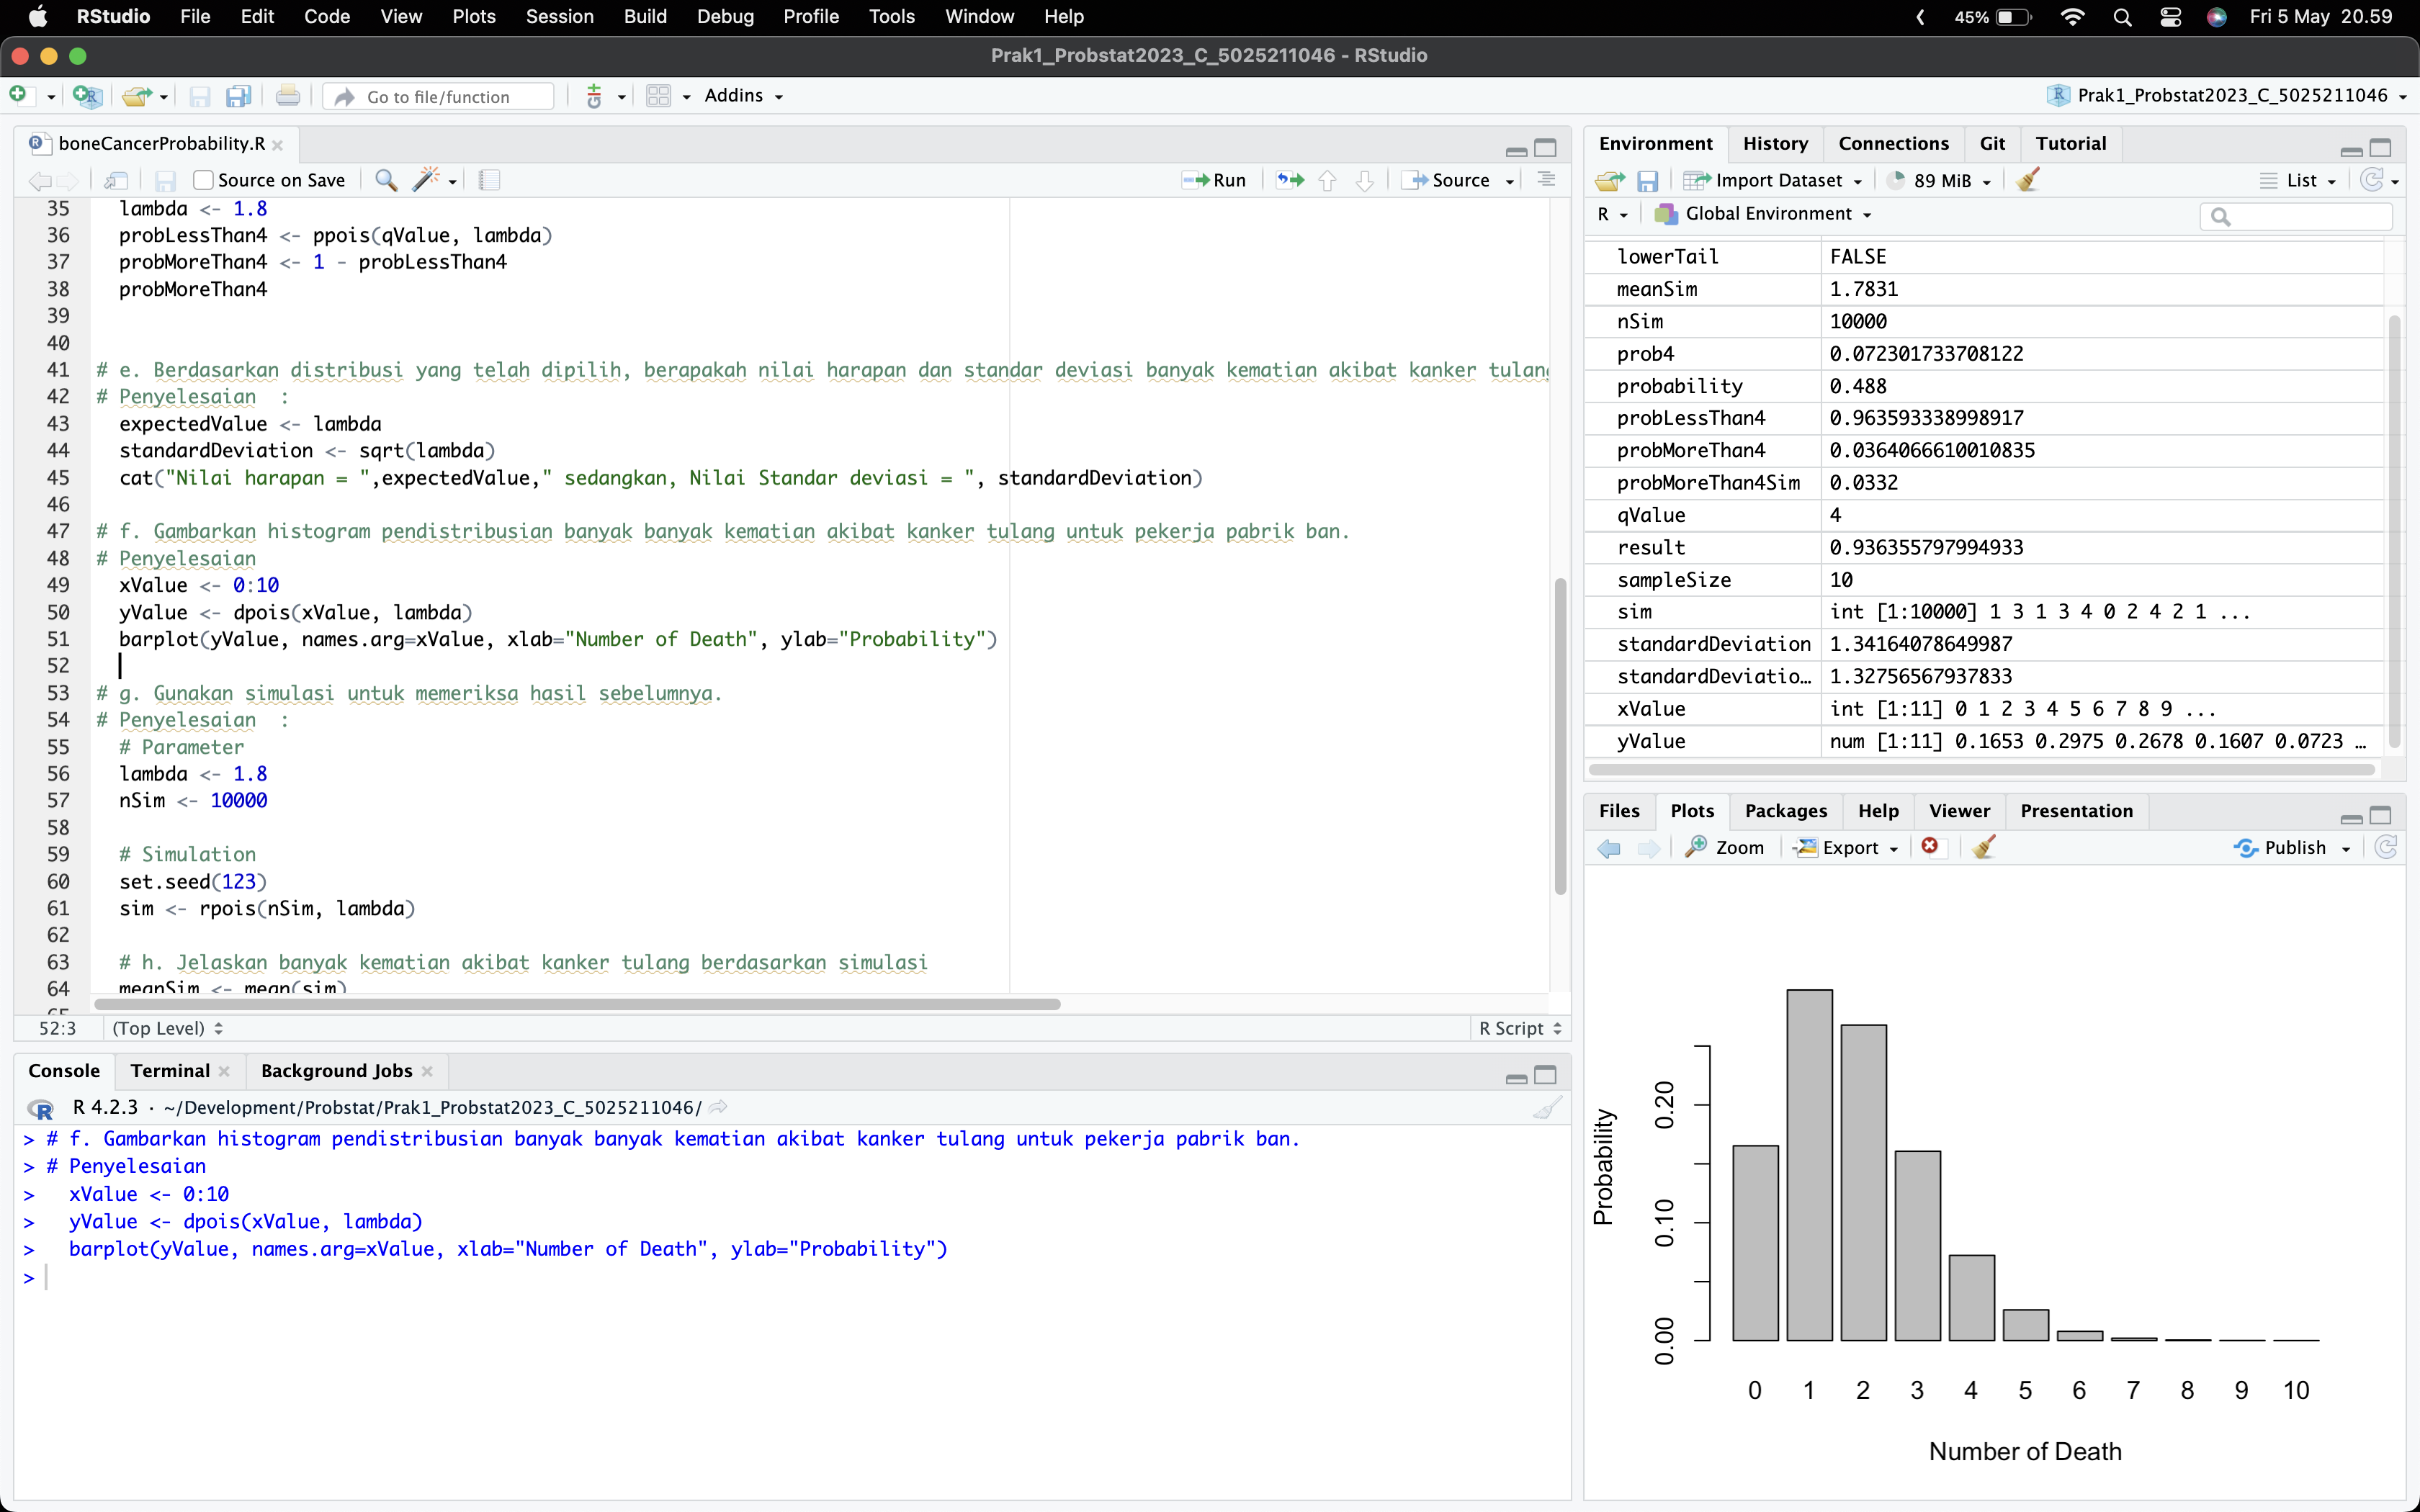 RStudio File Edit Code View Plots Session Build Debug Profile Tools Window Help 45% Fri 5 May 20.59
Prak1_Probstat2023_C_5025211046 - RStudio
Go to file/function Addins Prak1_Probstat2023_C_5025211046
boneCancerProbability.R
Source on Save Run Source
35 lambda <- 1.8
36 probLessThan4 <- ppois(qValue, lambda)
37 probMoreThan4 <- 1 - probLessThan4
38 probMoreThan4
39
40
41 # e. Berdasarkan distribusi yang telah dipilih, berapakah nilai harapan dan standar deviasi banyak kematian akibat kanker tulang
42 # Penyelesaian  :
43 expectedValue <- lambda
44 standardDeviation <- sqrt(lambda)
45 cat("Nilai harapan = ",expectedValue," sedangkan, Nilai Standar deviasi = ", standardDeviation)
46
47 # f. Gambarkan histogram pendistribusian banyak banyak kematian akibat kanker tulang untuk pekerja pabrik ban.
48 # Penyelesaian
49 xValue <- 0:10
50 yValue <- dpois(xValue, lambda)
51 barplot(yValue, names.arg=xValue, xlab="Number of Death", ylab="Probability")
52
53 # g. Gunakan simulasi untuk memeriksa hasil sebelumnya.
54 # Penyelesaian  :
55 # Parameter
56 lambda <- 1.8
57 nSim <- 10000
58
59 # Simulation
60 set.seed(123)
61 sim <- rpois(nSim, lambda)
62
63 # h. Jelaskan banyak kematian akibat kanker tulang berdasarkan simulasi
64 meanSim <- mean(sim)
65
52:3 (Top Level) R Script
Console Terminal Background Jobs
R 4.2.3 · ~/Development/Probstat/Prak1_Probstat2023_C_5025211046/
> # f. Gambarkan histogram pendistribusian banyak banyak kematian akibat kanker tulang untuk pekerja pabrik ban.
> # Penyelesaian
>   xValue <- 0:10
>   yValue <- dpois(xValue, lambda)
>   barplot(yValue, names.arg=xValue, xlab="Number of Death", ylab="Probability")
>
Environment History Connections Git Tutorial
Import Dataset 89 MiB List
R Global Environment
lowerTail FALSE
meanSim 1.7831
nSim 10000
prob4 0.072301733708122
probability 0.488
probLessThan4 0.963593338998917
probMoreThan4 0.0364066610010835
probMoreThan4Sim 0.0332
qValue 4
result 0.936355797994933
sampleSize 10
sim int [1:10000] 1 3 1 3 4 0 2 4 2 1 ...
standardDeviation 1.34164078649987
standardDeviatio… 1.32756567937833
xValue int [1:11] 0 1 2 3 4 5 6 7 8 9 ...
yValue num [1:11] 0.1653 0.2975 0.2678 0.1607 0.0723 …
Files Plots Packages Help Viewer Presentation
Zoom Export Publish
Probability
0.20
0.10
0.00
0 1 2 3 4 5 6 7 8 9 10
Number of Death